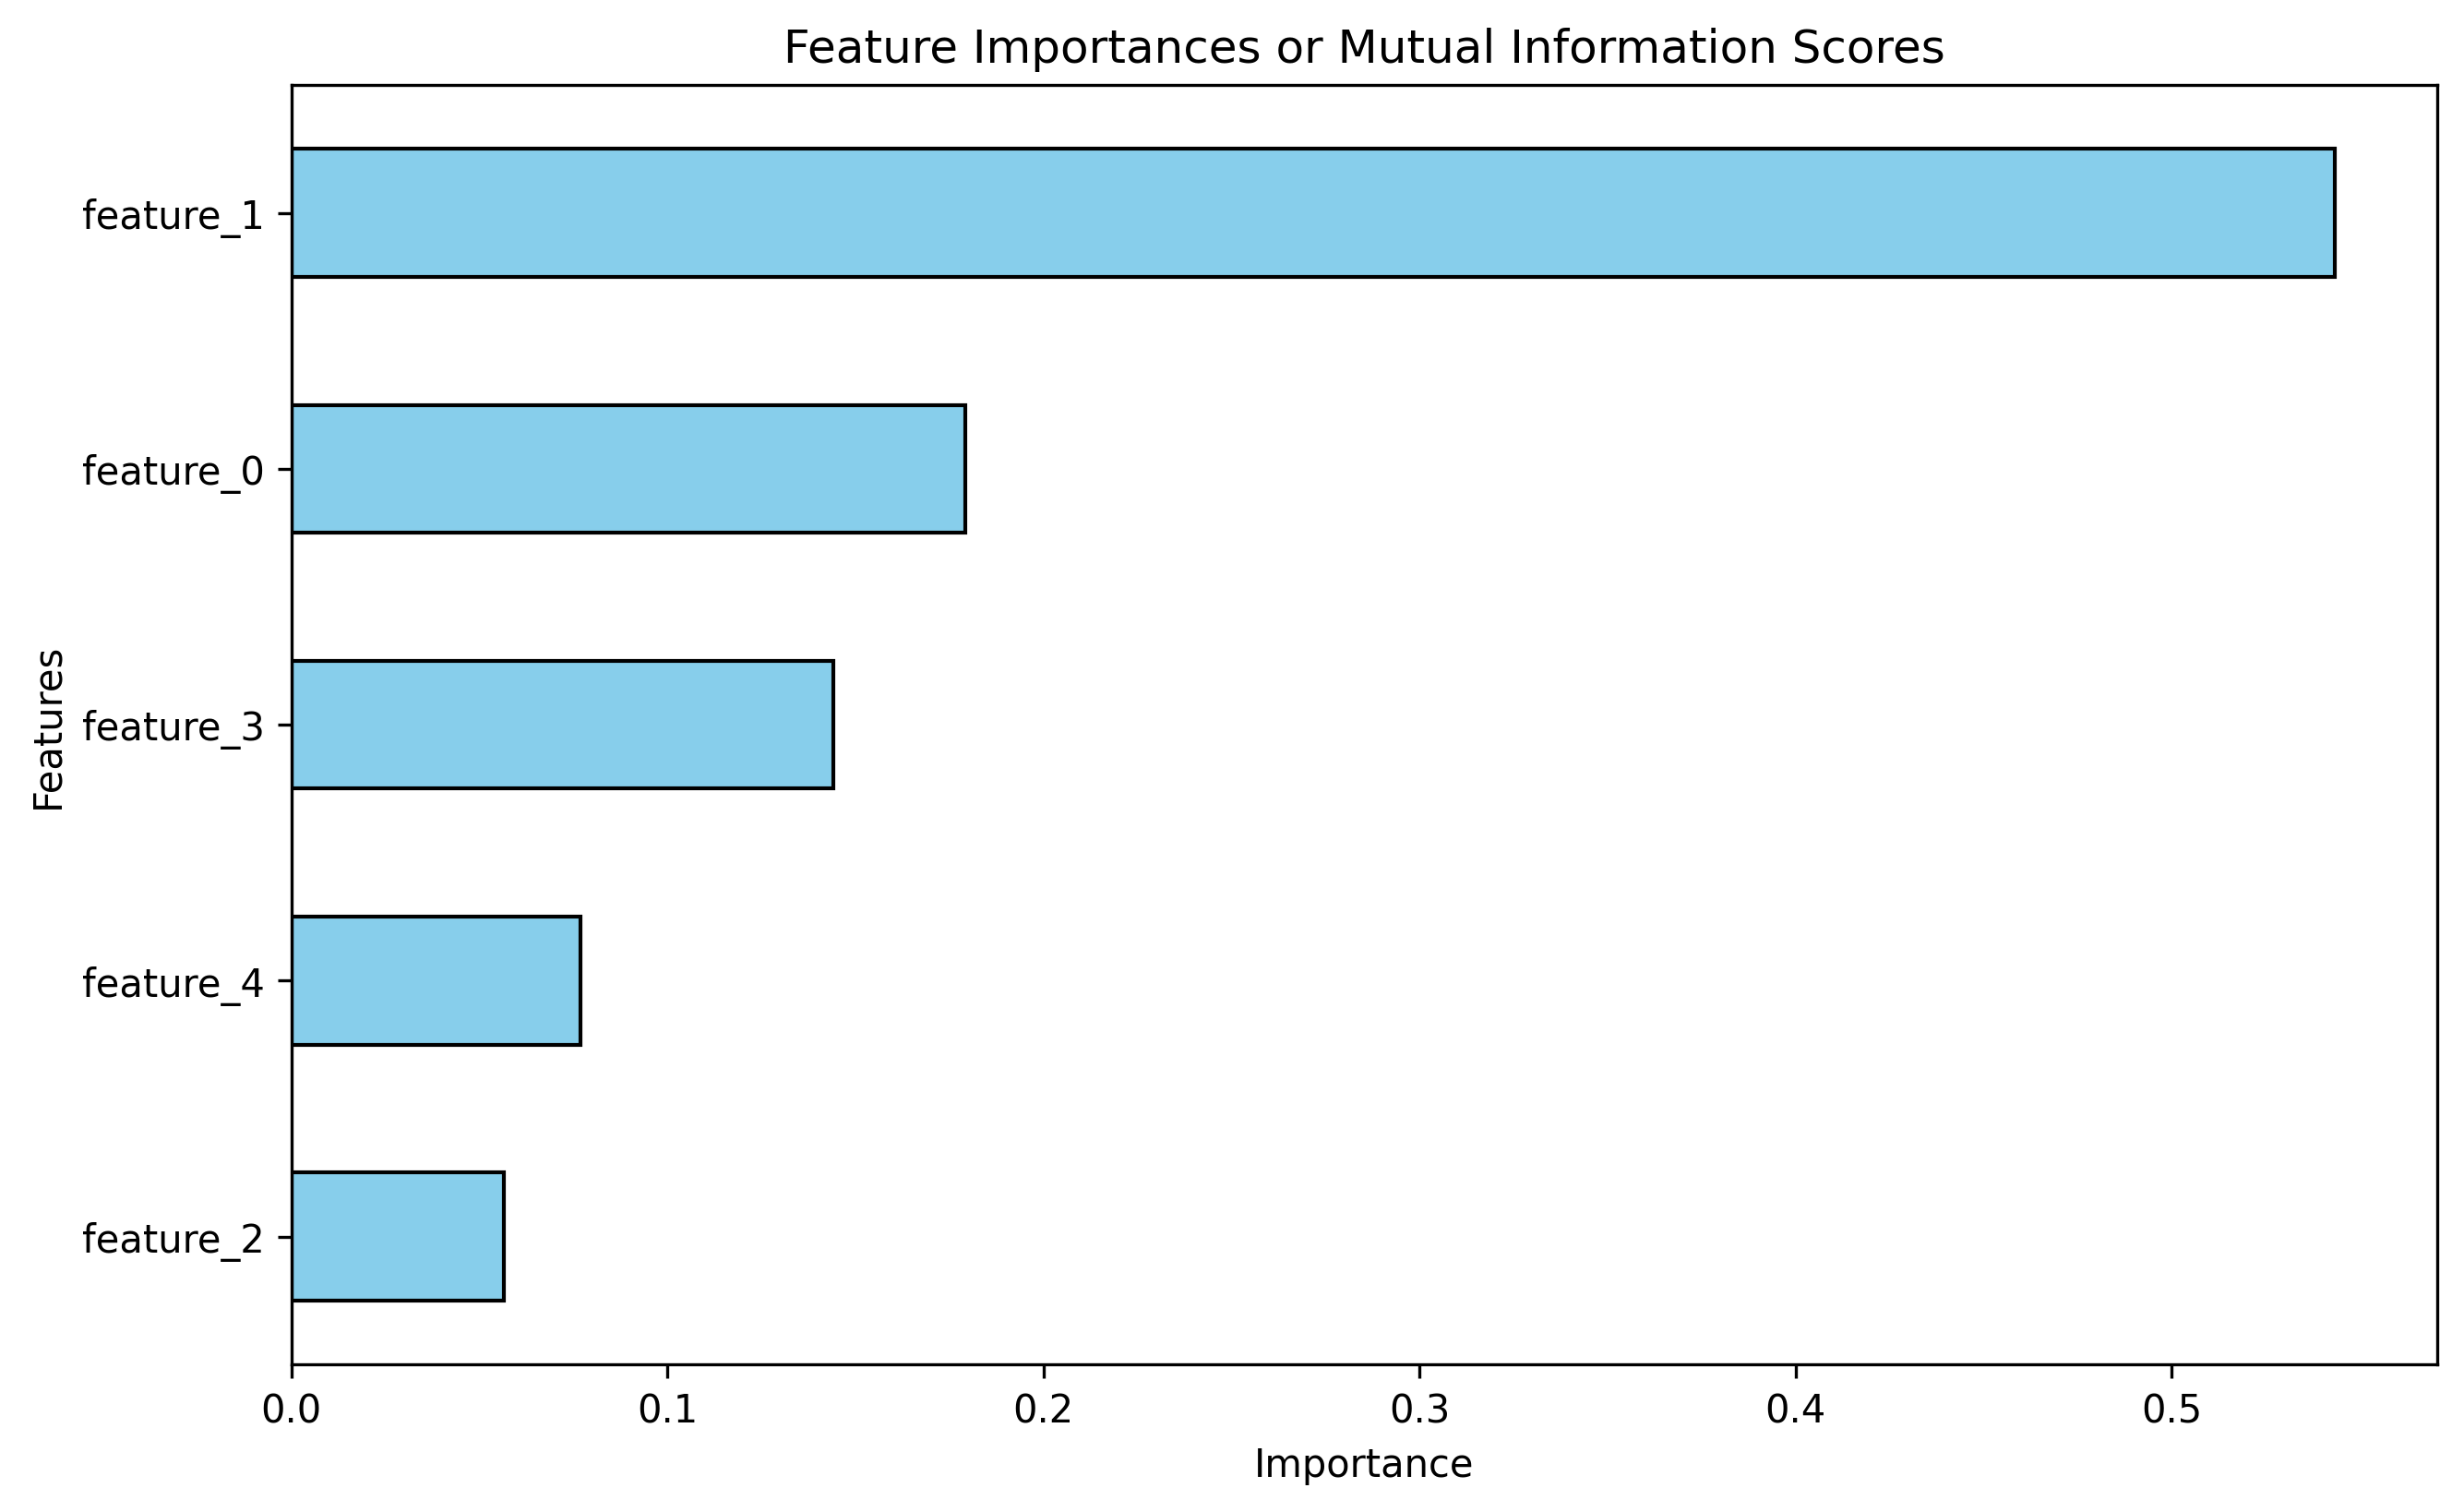 Feature Importances or Mutual Information Scores
Features
feature_1
feature_0
feature_3
feature_4
feature_2
0.0 0.1 0.2 0.3 0.4 0.5
Importance